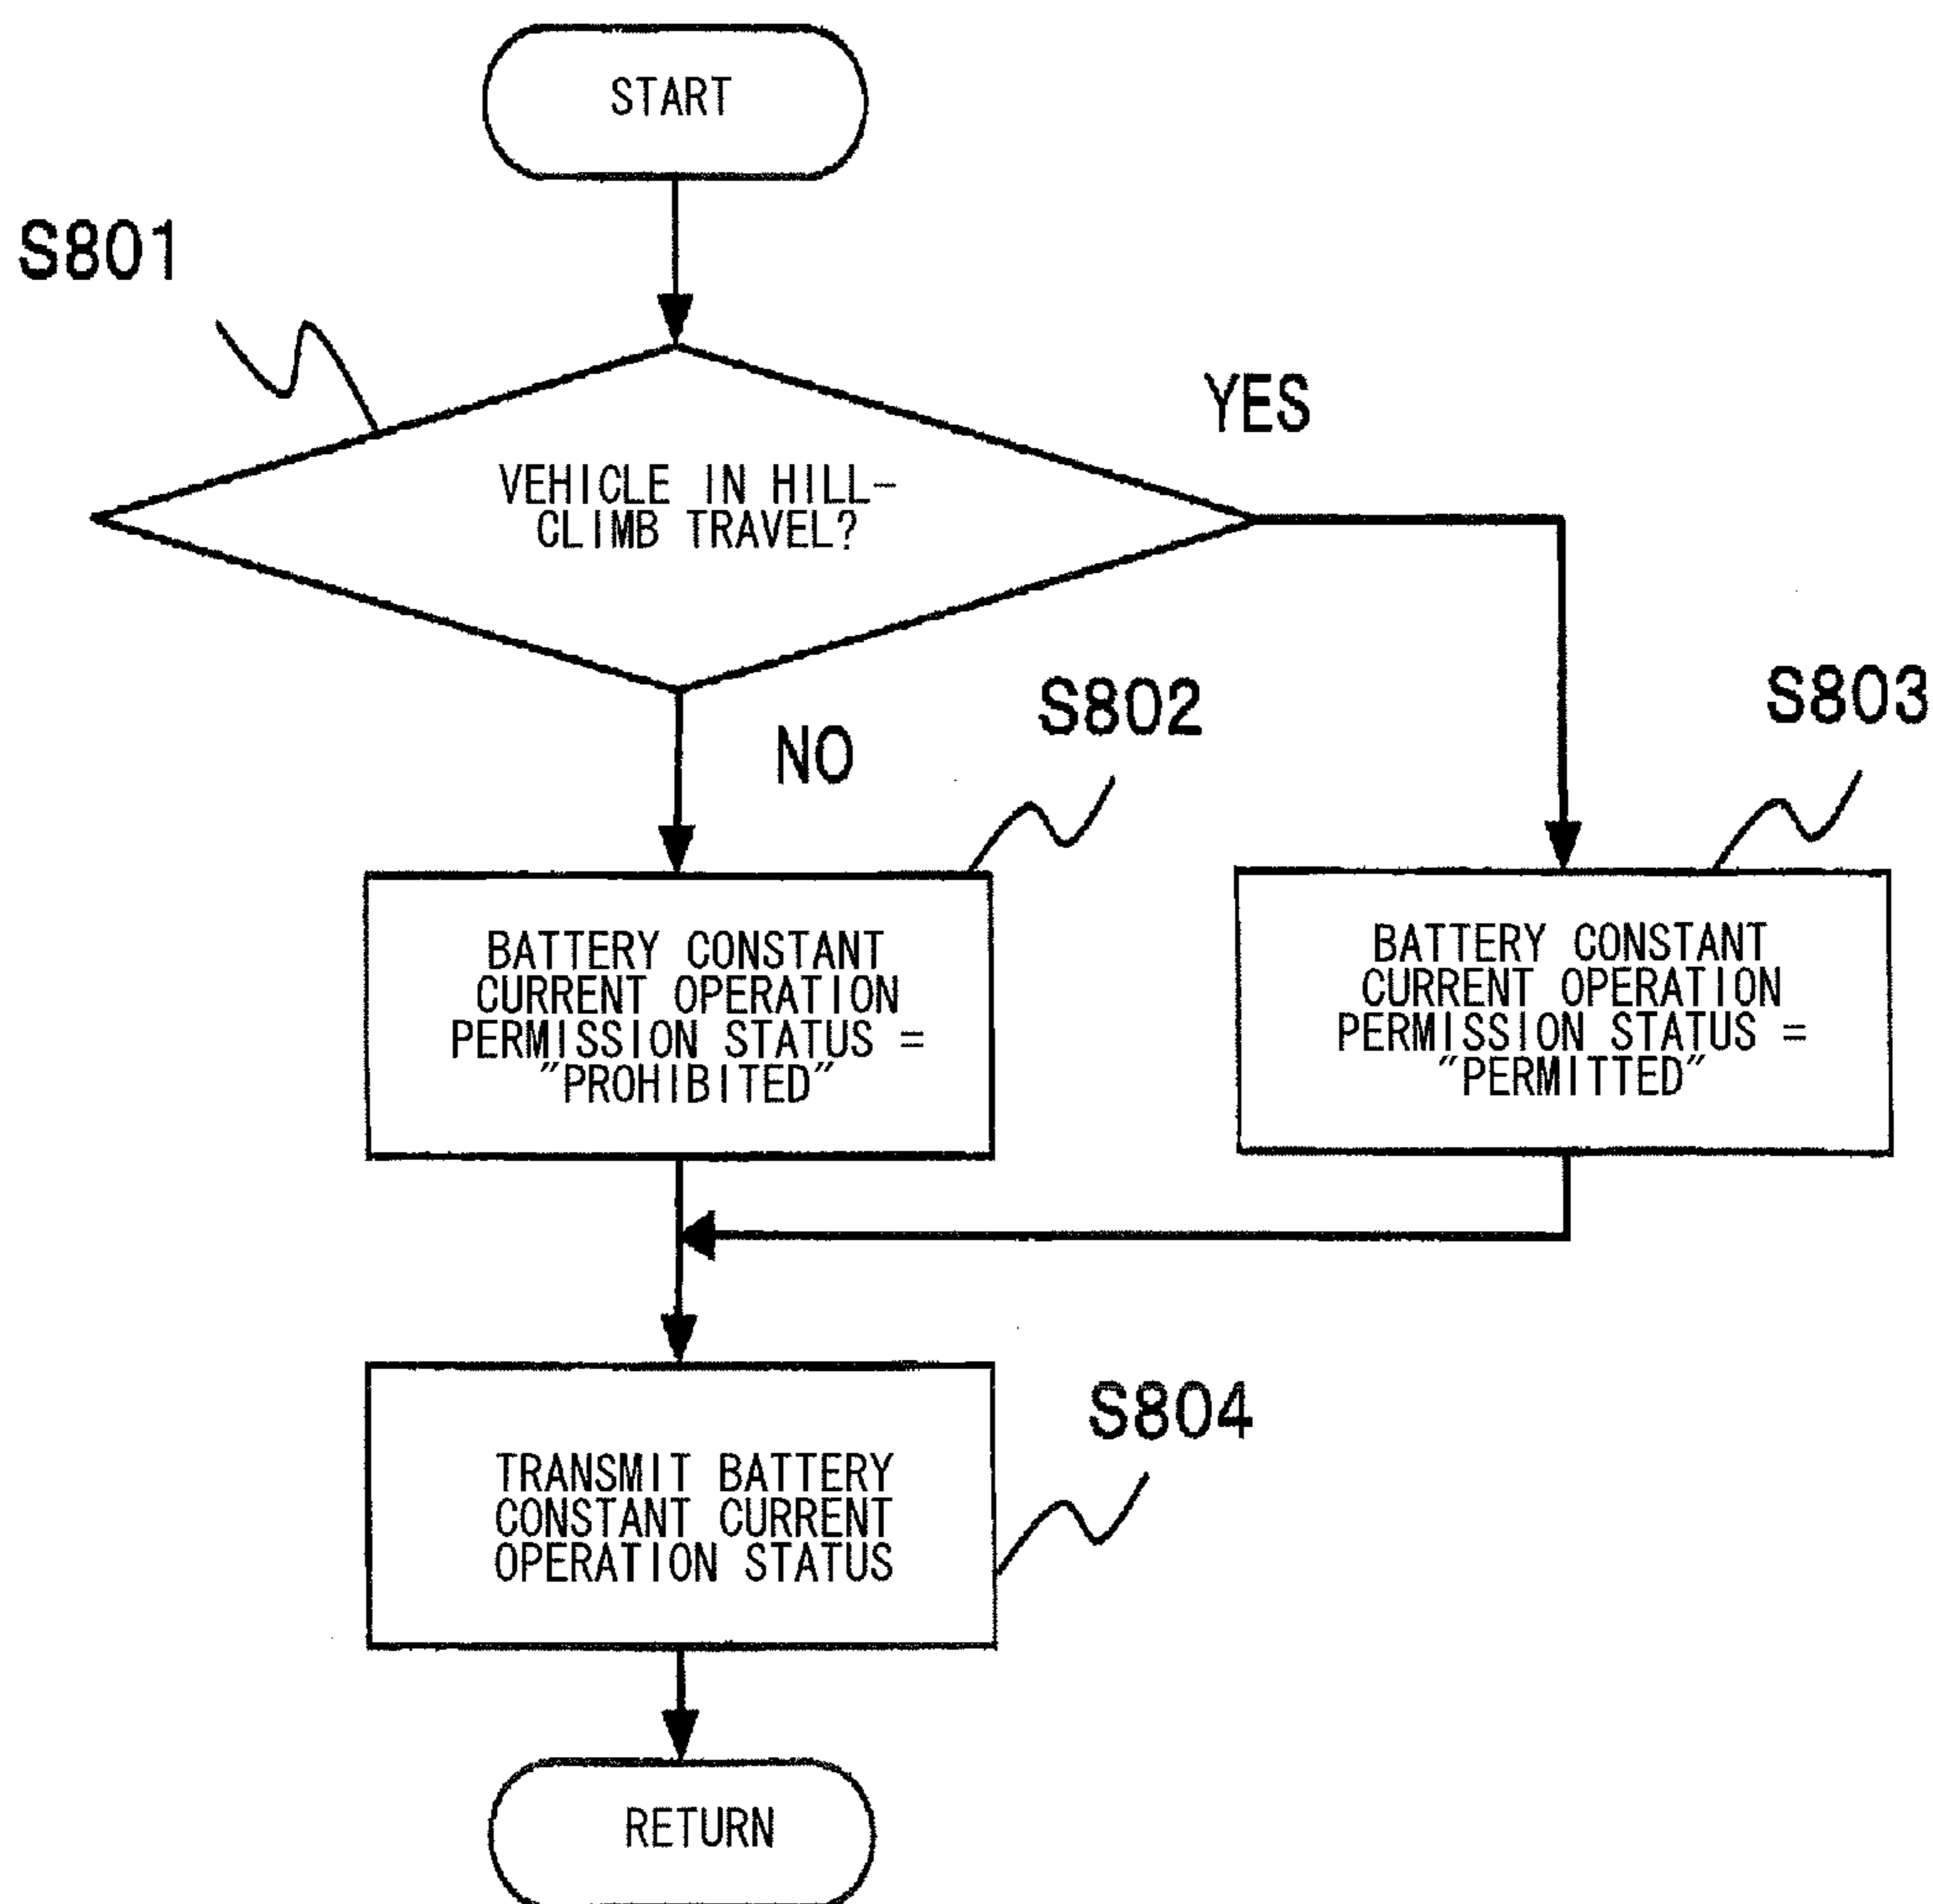 START
S801
YES
VEHICLE IN HILL-
CLIMB TRAVEL?
NO
S802
S803
BATTERY CONSTANT
CURRENT OPERATION
PERMISSION STATUS =
"PROHIBITED"
BATTERY CONSTANT
CURRENT OPERATION
PERMISSION STATUS =
"PERMITTED"
S804
TRANSMIT BATTERY
CONSTANT CURRENT
OPERATION STATUS
RETURN